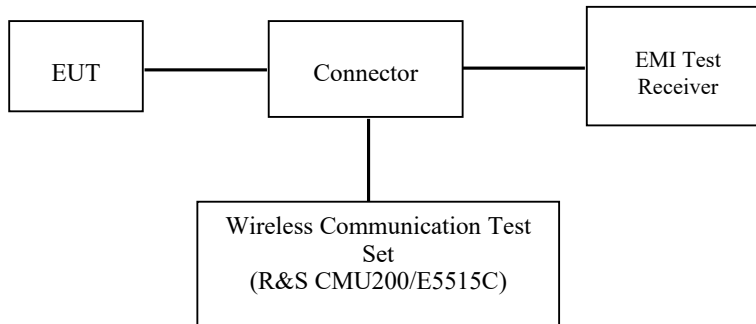 EUT
Connector
EMI Test
Receiver
Wireless Communication Test
Set
(R&S CMU200/E5515C)